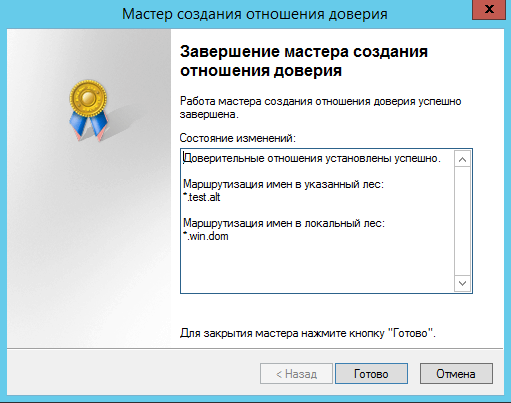 Мастер создания отношения доверия
x
Завершение мастера создания
отношения доверия
Работа мастера создания отношения доверия успешно
завершена.
Состояние изменений:
Доверительные отношения установлены успешно.
Маршрутизация имен в указанный лес:
*.test.alt
Маршрутизация имен в локальный лес:
*.win.dom
Для закрытия мастера нажмите кнопку "Готово".
< Назад
Готово
Отмена